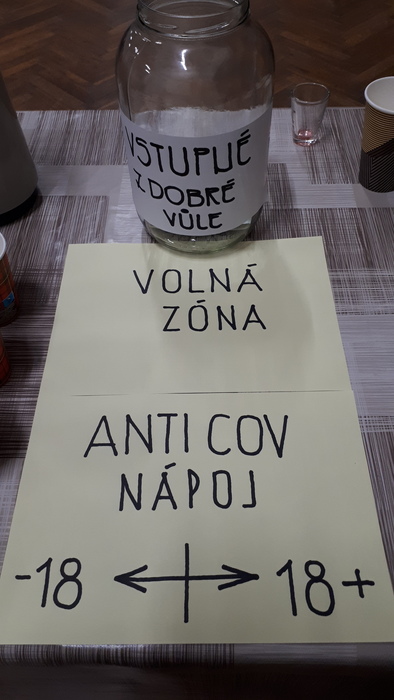 VSTUPNÉ
Z DOBRÉ
VŮLE
VOLNÁ
ZÓNA
ANTI COV
NÁPOJ
-18 ←|→ 18+